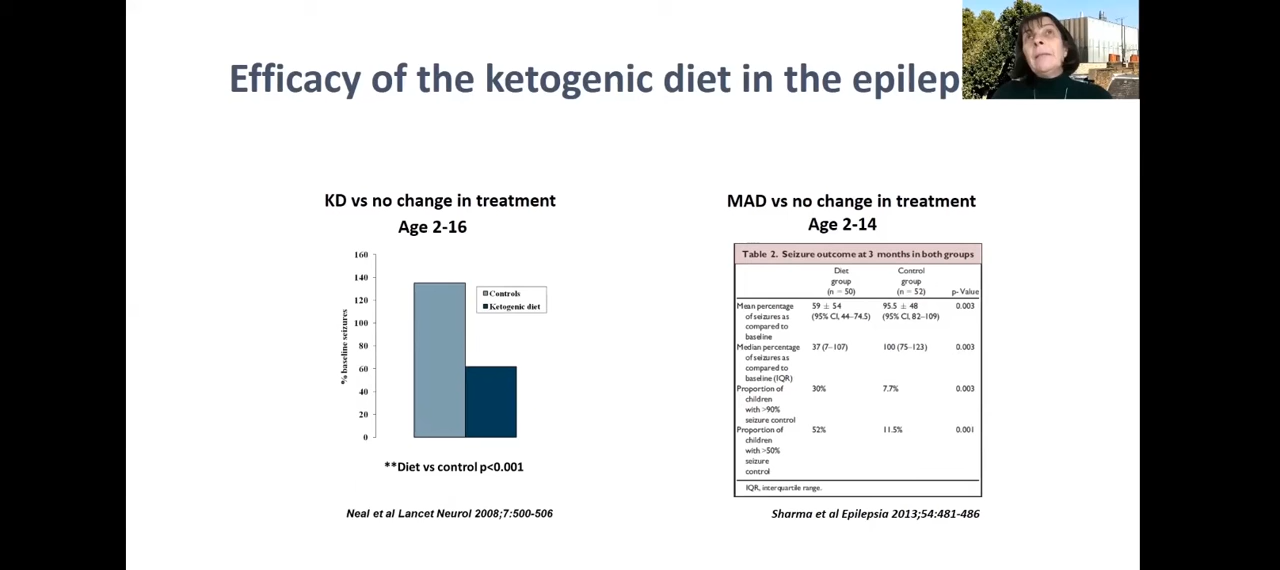 Efficacy of the ketogenic diet in the epilep
KD vs no change in treatment
Age 2-16
160
140
120
100
80
60
40
20
0
% baseline seizures
Controls
Ketogenic diet
**Diet vs control p<0.001
Neal et al Lancet Neurol 2008;7:500-506
MAD vs no change in treatment
Age 2-14
Table 2. Seizure outcome at 3 months in both groups
Diet group (n = 50) Control group (n = 52) p-Value
Mean percentage 59 ± 54 95.5 ± 48 0.003
of seizures as (95% CI, 44–74.5) (95% CI, 82–109)
compared to
baseline
Median percentage 37 (7–107) 100 (75–123) 0.003
of seizures as
compared to
baseline (IQR)
Proportion of 30% 7.7% 0.003
children
with >90%
seizure control
Proportion of 52% 11.5% 0.001
children
with >50%
seizure
control
IQR, interquartile range.
Sharma et al Epilepsia 2013;54:481-486